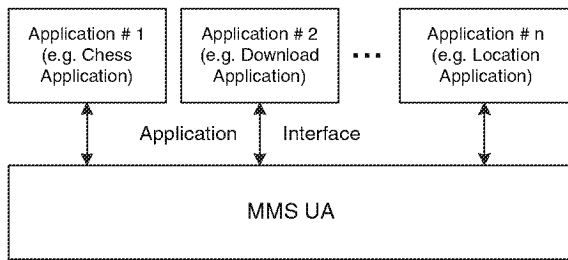 Application # 1
(e.g. Chess
Application)
Application # 2
(e.g. Download
Application)
...
Application # n
(e.g. Location
Application)
Application Interface
MMS UA